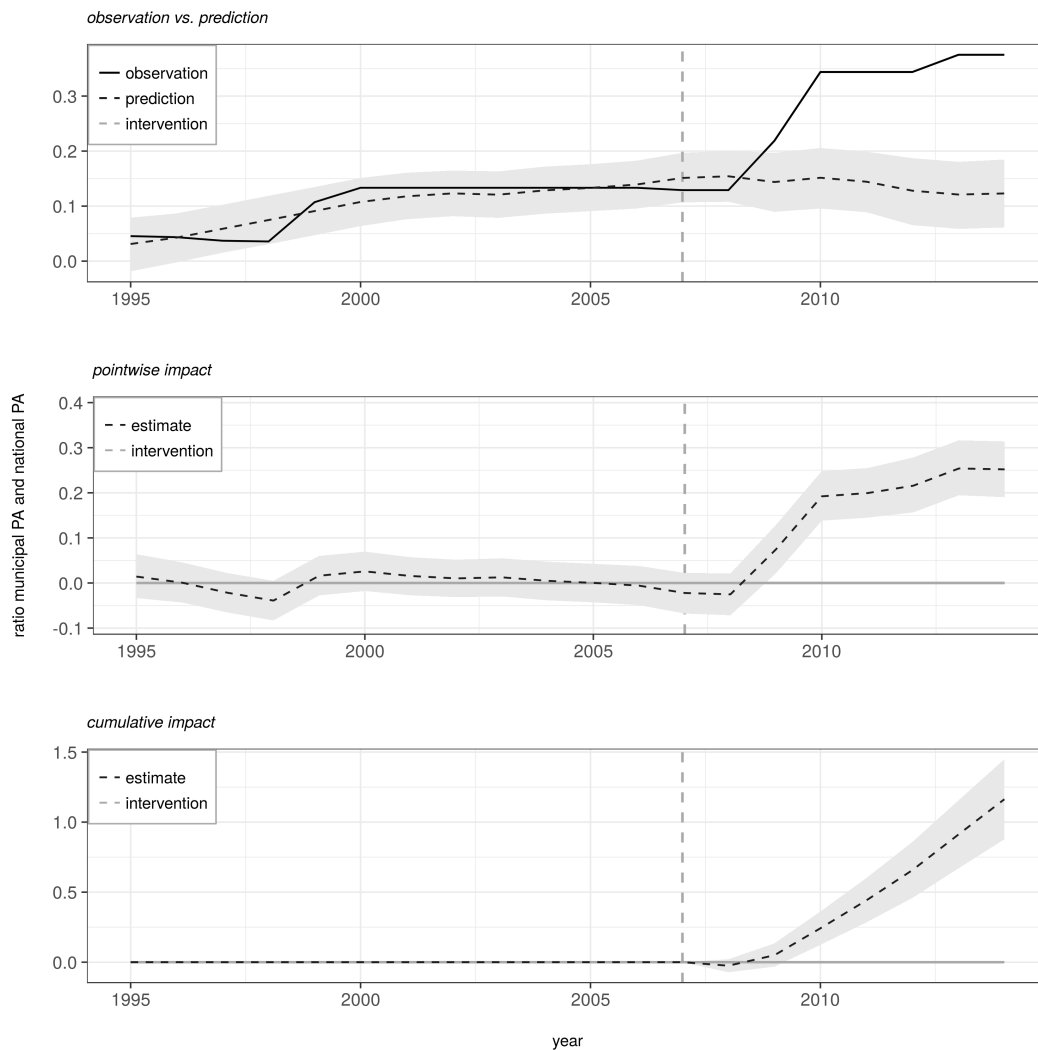 observation vs. prediction
observation
prediction
intervention
0.3
0.2
0.1
0.0
1995 2000 2005 2010
ratio municipal PA and national PA
pointwise impact
estimate
intervention
0.4
0.3
0.2
0.1
0.0
-0.1
1995 2000 2005 2010
cumulative impact
estimate
intervention
1.5
1.0
0.5
0.0
1995 2000 2005 2010
year